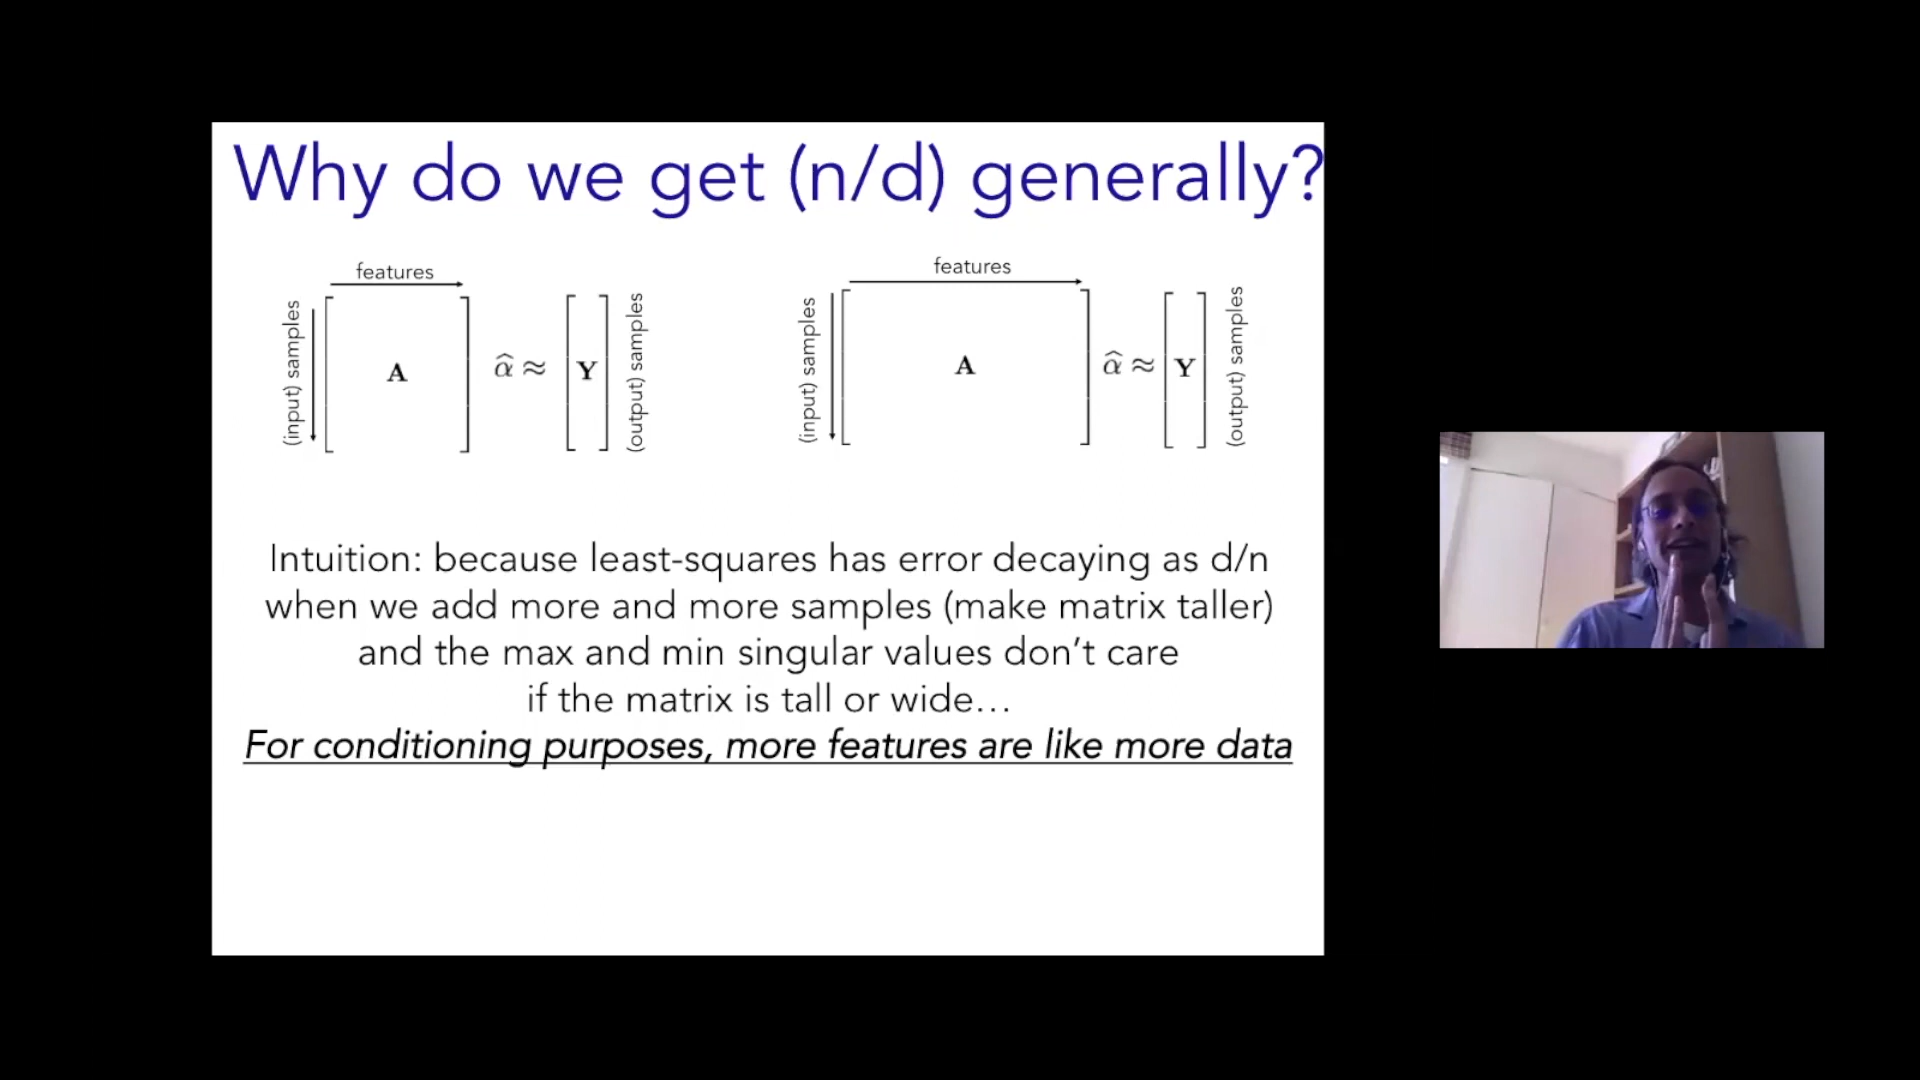 Why do we get (n/d) generally?
features
(input) samples
A
α̂ ≈
Y
(output) samples
features
(input) samples
A
α̂ ≈
Y
(output) samples
Intuition: because least-squares has error decaying as d/n
when we add more and more samples (make matrix taller)
and the max and min singular values don’t care
if the matrix is tall or wide…
For conditioning purposes, more features are like more data